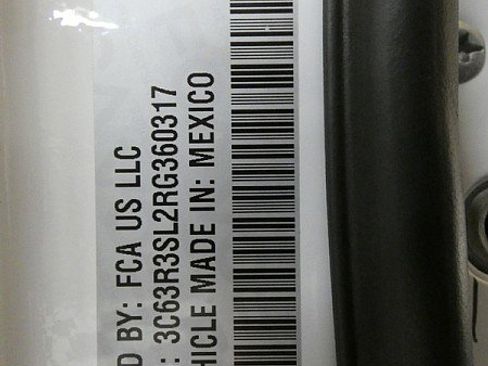 D BY: FCA US LLC
: 3C63R3SL2RG360317
HICLE MADE IN: MEXICO